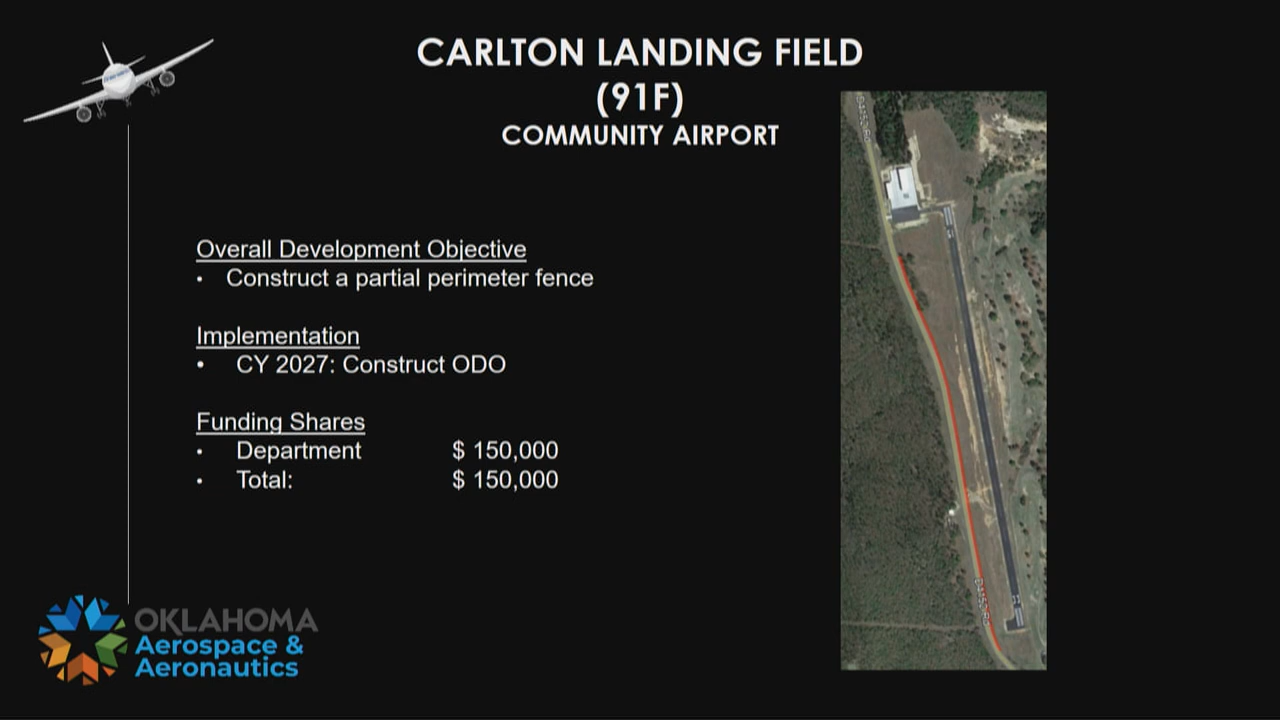 CARLTON LANDING FIELD
(91F)
COMMUNITY AIRPORT
Overall Development Objective
• Construct a partial perimeter fence
Implementation
• CY 2027: Construct ODO
Funding Shares
• Department $ 150,000
• Total: $ 150,000
OKLAHOMA
Aerospace &
Aeronautics